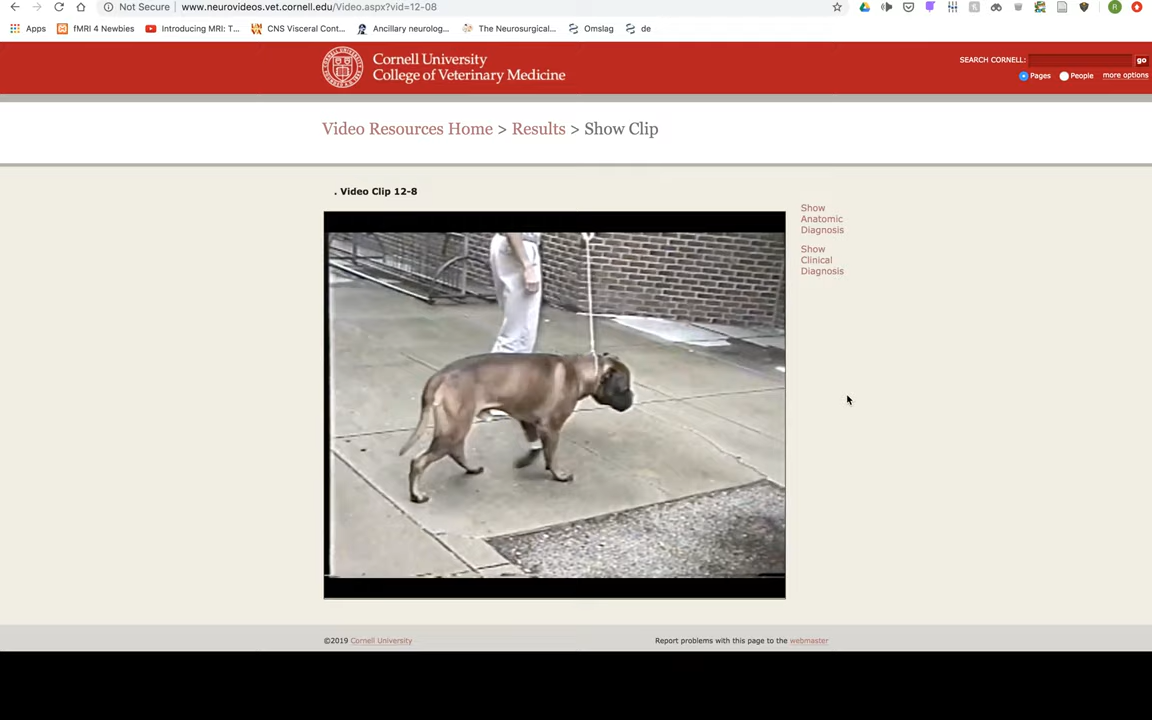 Not Secure www.neurovideos.vet.cornell.edu/Video.aspx?vid=12-08
Apps fMRI 4 Newbies Introducing MRI: T... CNS Visceral Cont... Ancillary neurolog... The Neurosurgical... Omslag de
Cornell University
College of Veterinary Medicine
SEARCH CORNELL: go
Pages People more options
R
Video Resources Home > Results > Show Clip
. Video Clip 12-8
Show
Anatomic
Diagnosis
Show
Clinical
Diagnosis
©2019 Cornell University
Report problems with this page to the webmaster